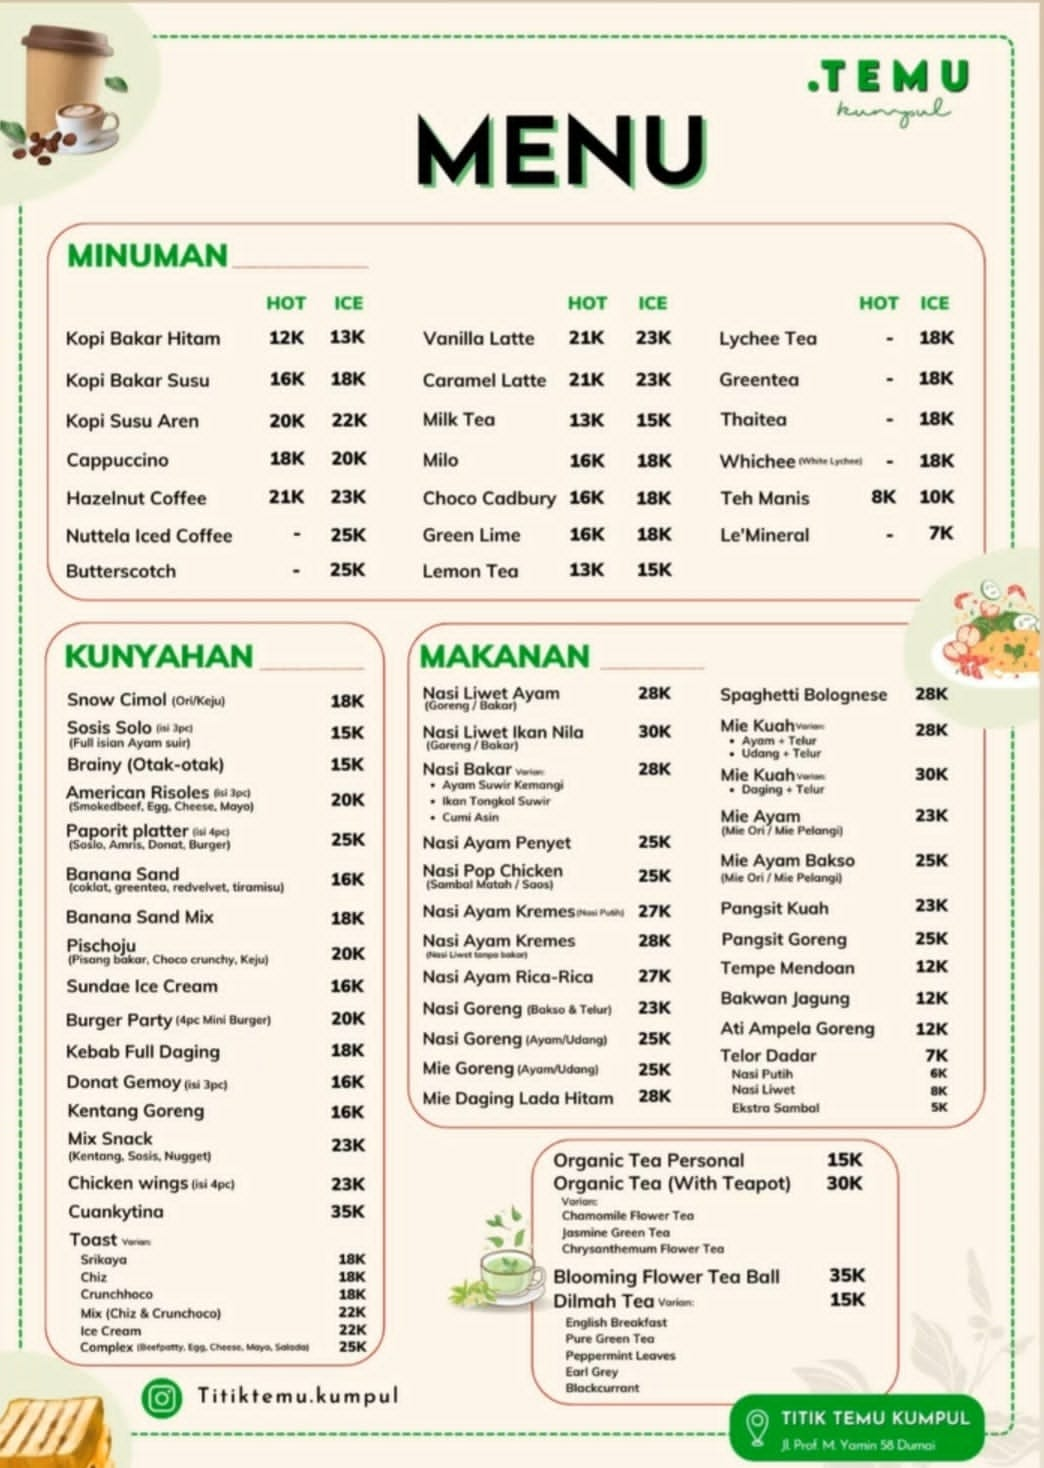 .TEMU
kumpul
MENU
MINUMAN
HOT ICE
Kopi Bakar Hitam 12K 13K
Kopi Bakar Susu 16K 18K
Kopi Susu Aren 20K 22K
Cappuccino 18K 20K
Hazelnut Coffee 21K 23K
Nuttela Iced Coffee - 25K
Butterscotch - 25K
HOT ICE
Vanilla Latte 21K 23K
Caramel Latte 21K 23K
Milk Tea 13K 15K
Milo 16K 18K
Choco Cadbury 16K 18K
Green Lime 16K 18K
Lemon Tea 13K 15K
HOT ICE
Lychee Tea - 18K
Greentea - 18K
Thaitea - 18K
Whichee (White Lychee) - 18K
Teh Manis 8K 10K
Le'Mineral - 7K
KUNYAHAN
Snow Cimol (Ori/Keju) 18K
Sosis Solo (isi 3pc) 15K
(Full isian Ayam suir)
Brainy (Otak-otak) 15K
American Risoles (isi 3pc) 20K
(Smokedbeef, Egg, Cheese, Mayo)
Paporit platter (isi 4pc) 25K
(Soslo, Amris, Donat, Burger)
Banana Sand 16K
(coklat, greentea, redvelvet, tiramisu)
Banana Sand Mix 18K
Pischoju 20K
(Pisang bakar, Choco crunchy, Keju)
Sundae Ice Cream 16K
Burger Party (4pc Mini Burger) 20K
Kebab Full Daging 18K
Donat Gemoy (isi 3pc) 16K
Kentang Goreng 16K
Mix Snack 23K
(Kentang, Sosis, Nugget)
Chicken wings (isi 4pc) 23K
Cuankytina 35K
Toast Varian:
Srikaya 18K
Chiz 18K
Crunchhoco 18K
Mix (Chiz & Crunchoco) 22K
Ice Cream 22K
Complex (Beefpatty, Egg, Cheese, Mayo, Salada) 25K
MAKANAN
Nasi Liwet Ayam 28K
(Goreng / Bakar)
Nasi Liwet Ikan Nila 30K
(Goreng / Bakar)
Nasi Bakar Varian: 28K
• Ayam Suwir Kemangi
• Ikan Tongkol Suwir
• Cumi Asin
Nasi Ayam Penyet 25K
Nasi Pop Chicken 25K
(Sambal Matah / Saos)
Nasi Ayam Kremes (Nasi Putih) 27K
Nasi Ayam Kremes 28K
(Nasi Liwet tanpa bakar)
Nasi Ayam Rica-Rica 27K
Nasi Goreng (Bakso & Telur) 23K
Nasi Goreng (Ayam/Udang) 25K
Mie Goreng (Ayam/Udang) 25K
Mie Daging Lada Hitam 28K
Spaghetti Bolognese 28K
Mie Kuah Varian: 28K
• Ayam + Telur
• Udang + Telur
Mie Kuah Varian: 30K
• Daging + Telur
Mie Ayam 23K
(Mie Ori / Mie Pelangi)
Mie Ayam Bakso 25K
(Mie Ori / Mie Pelangi)
Pangsit Kuah 23K
Pangsit Goreng 25K
Tempe Mendoan 12K
Bakwan Jagung 12K
Ati Ampela Goreng 12K
Telor Dadar 7K
Nasi Putih 6K
Nasi Liwet 8K
Ekstra Sambal 5K
Organic Tea Personal 15K
Organic Tea (With Teapot) 30K
Varian:
Chamomile Flower Tea
Jasmine Green Tea
Chrysanthemum Flower Tea
Blooming Flower Tea Ball 35K
Dilmah Tea Varian: 15K
English Breakfast
Pure Green Tea
Peppermint Leaves
Earl Grey
Blackcurrant
Titiktemu.kumpul
TITIK TEMU KUMPUL
Jl. Prof. M. Yamin 58 Dumai